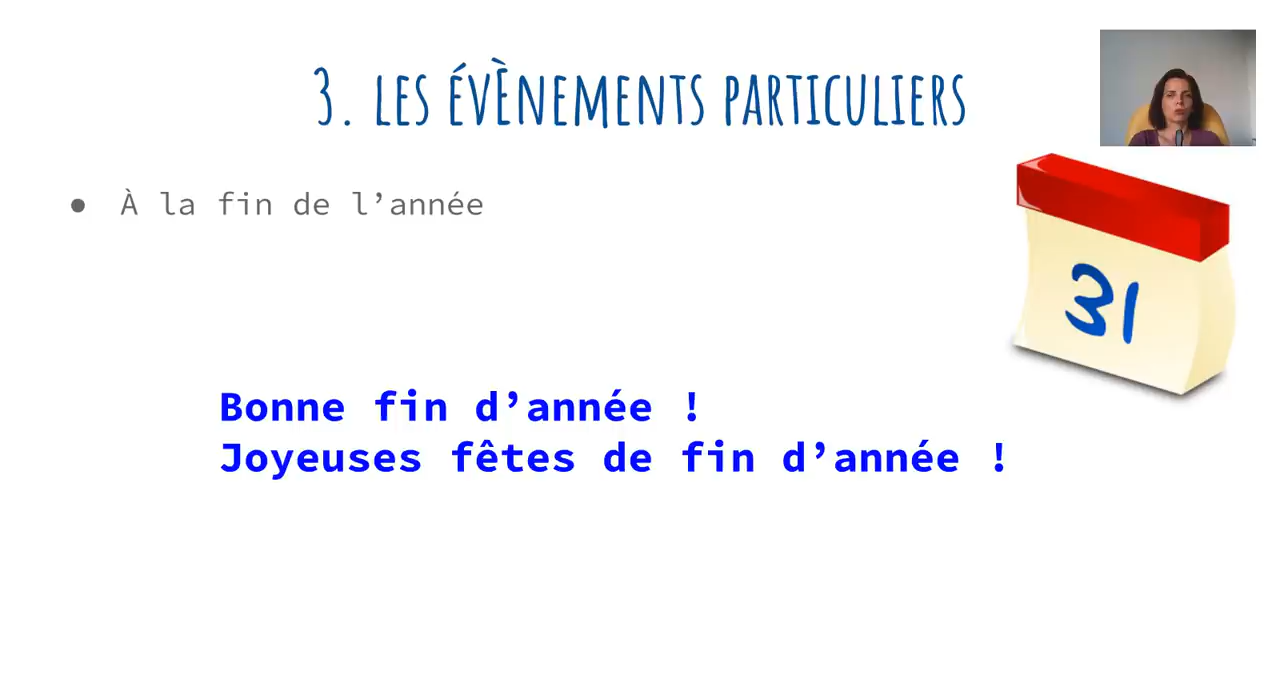 3. LES ÉVÈNEMENTS PARTICULIERS
● À la fin de l’année
31
Bonne fin d’année !
Joyeuses fêtes de fin d’année !